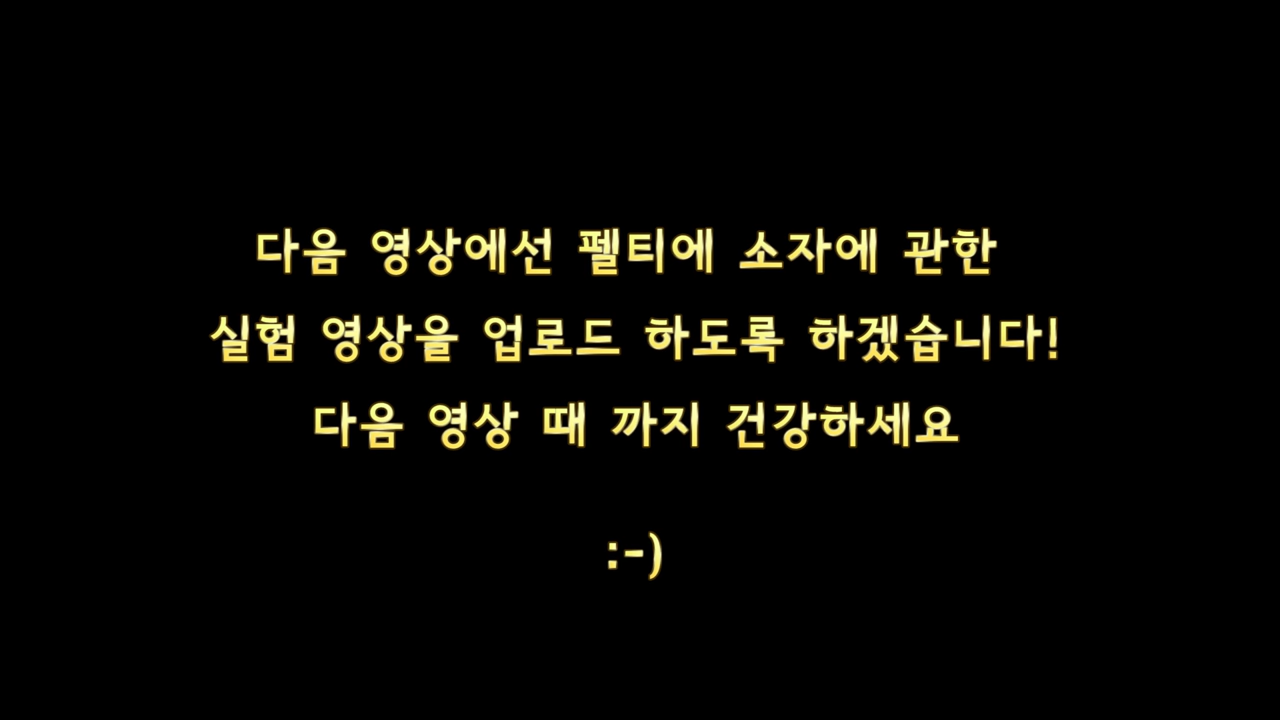 다음 영상에선 펠티에 소자에 관한
실험 영상을 업로드 하도록 하겠습니다!
다음 영상 때 까지 건강하세요
:-)